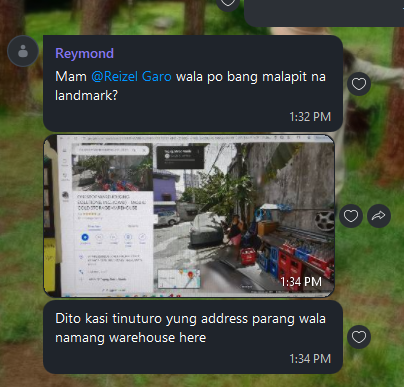 Reymond
Mam @Reizel Garo wala po bang malapit na
landmark?
1:32 PM
1:34 PM
Dito kasi tinuturo yung address parang wala
namang warehouse here
1:34 PM